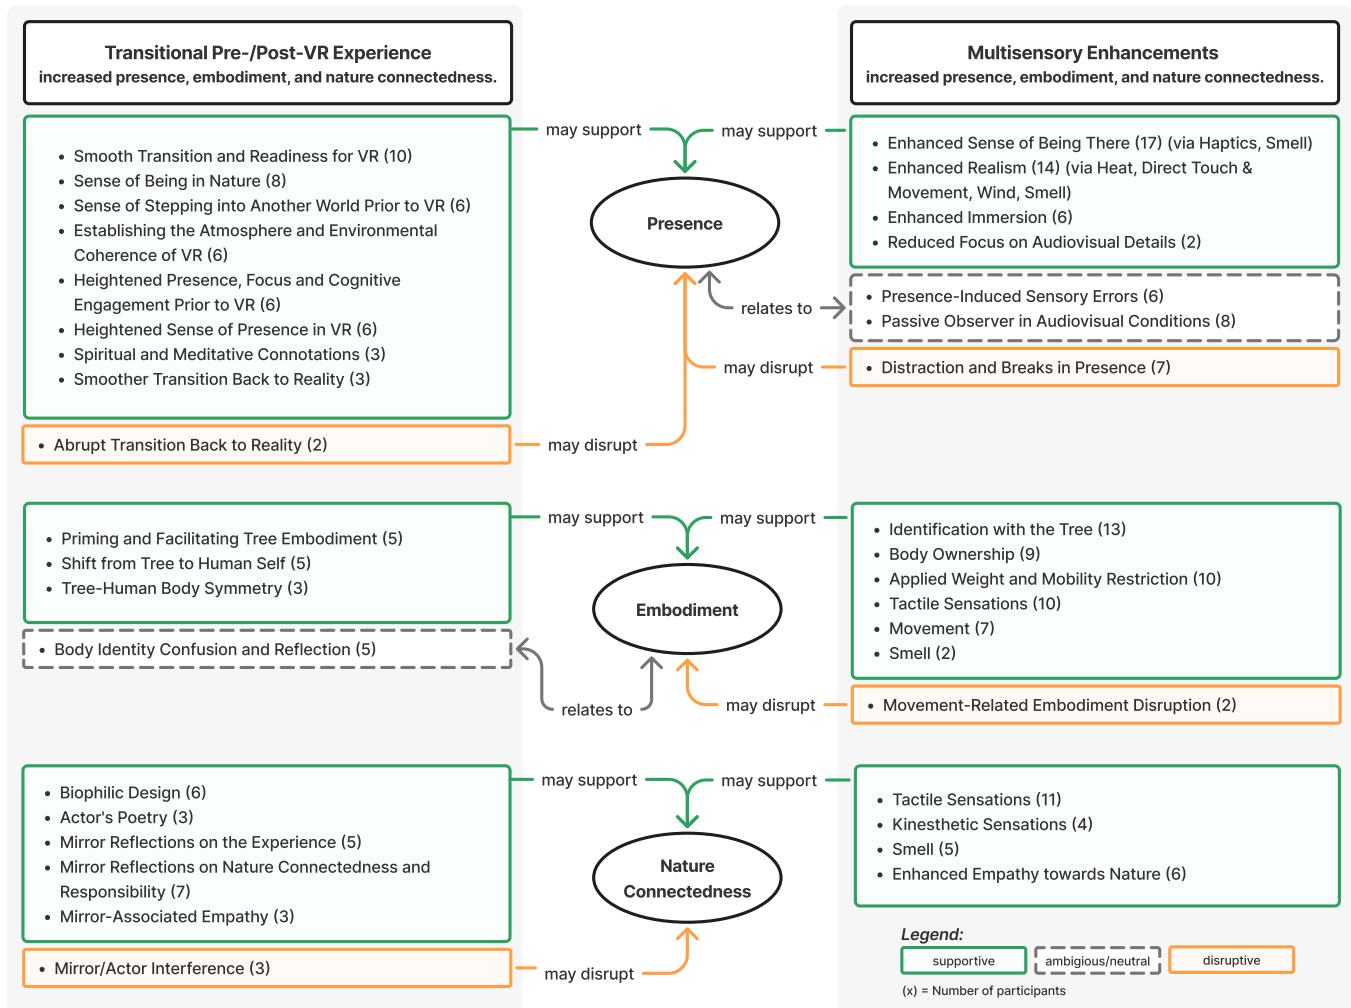 Transitional Pre-/Post-VR Experience
increased presence, embodiment, and nature connectedness.
Multisensory Enhancements
increased presence, embodiment, and nature connectedness.
• Smooth Transition and Readiness for VR (10)
• Sense of Being in Nature (8)
• Sense of Stepping into Another World Prior to VR (6)
• Establishing the Atmosphere and Environmental
Coherence of VR (6)
• Heightened Presence, Focus and Cognitive
Engagement Prior to VR (6)
• Heightened Sense of Presence in VR (6)
• Spiritual and Meditative Connotations (3)
• Smoother Transition Back to Reality (3)
• Abrupt Transition Back to Reality (2)
may support
may support
Presence
relates to
may disrupt
may disrupt
• Enhanced Sense of Being There (17) (via Haptics, Smell)
• Enhanced Realism (14) (via Heat, Direct Touch &
Movement, Wind, Smell)
• Enhanced Immersion (6)
• Reduced Focus on Audiovisual Details (2)
• Presence-Induced Sensory Errors (6)
• Passive Observer in Audiovisual Conditions (8)
• Distraction and Breaks in Presence (7)
• Priming and Facilitating Tree Embodiment (5)
• Shift from Tree to Human Self (5)
• Tree-Human Body Symmetry (3)
• Body Identity Confusion and Reflection (5)
may support
may support
Embodiment
relates to
may disrupt
• Identification with the Tree (13)
• Body Ownership (9)
• Applied Weight and Mobility Restriction (10)
• Tactile Sensations (10)
• Movement (7)
• Smell (2)
• Movement-Related Embodiment Disruption (2)
• Biophilic Design (6)
• Actor's Poetry (3)
• Mirror Reflections on the Experience (5)
• Mirror Reflections on Nature Connectedness and
Responsibility (7)
• Mirror-Associated Empathy (3)
• Mirror/Actor Interference (3)
may support
may support
Nature
Connectedness
may disrupt
• Tactile Sensations (11)
• Kinesthetic Sensations (4)
• Smell (5)
• Enhanced Empathy towards Nature (6)
Legend:
supportive
ambigious/neutral
disruptive
(x) = Number of participants